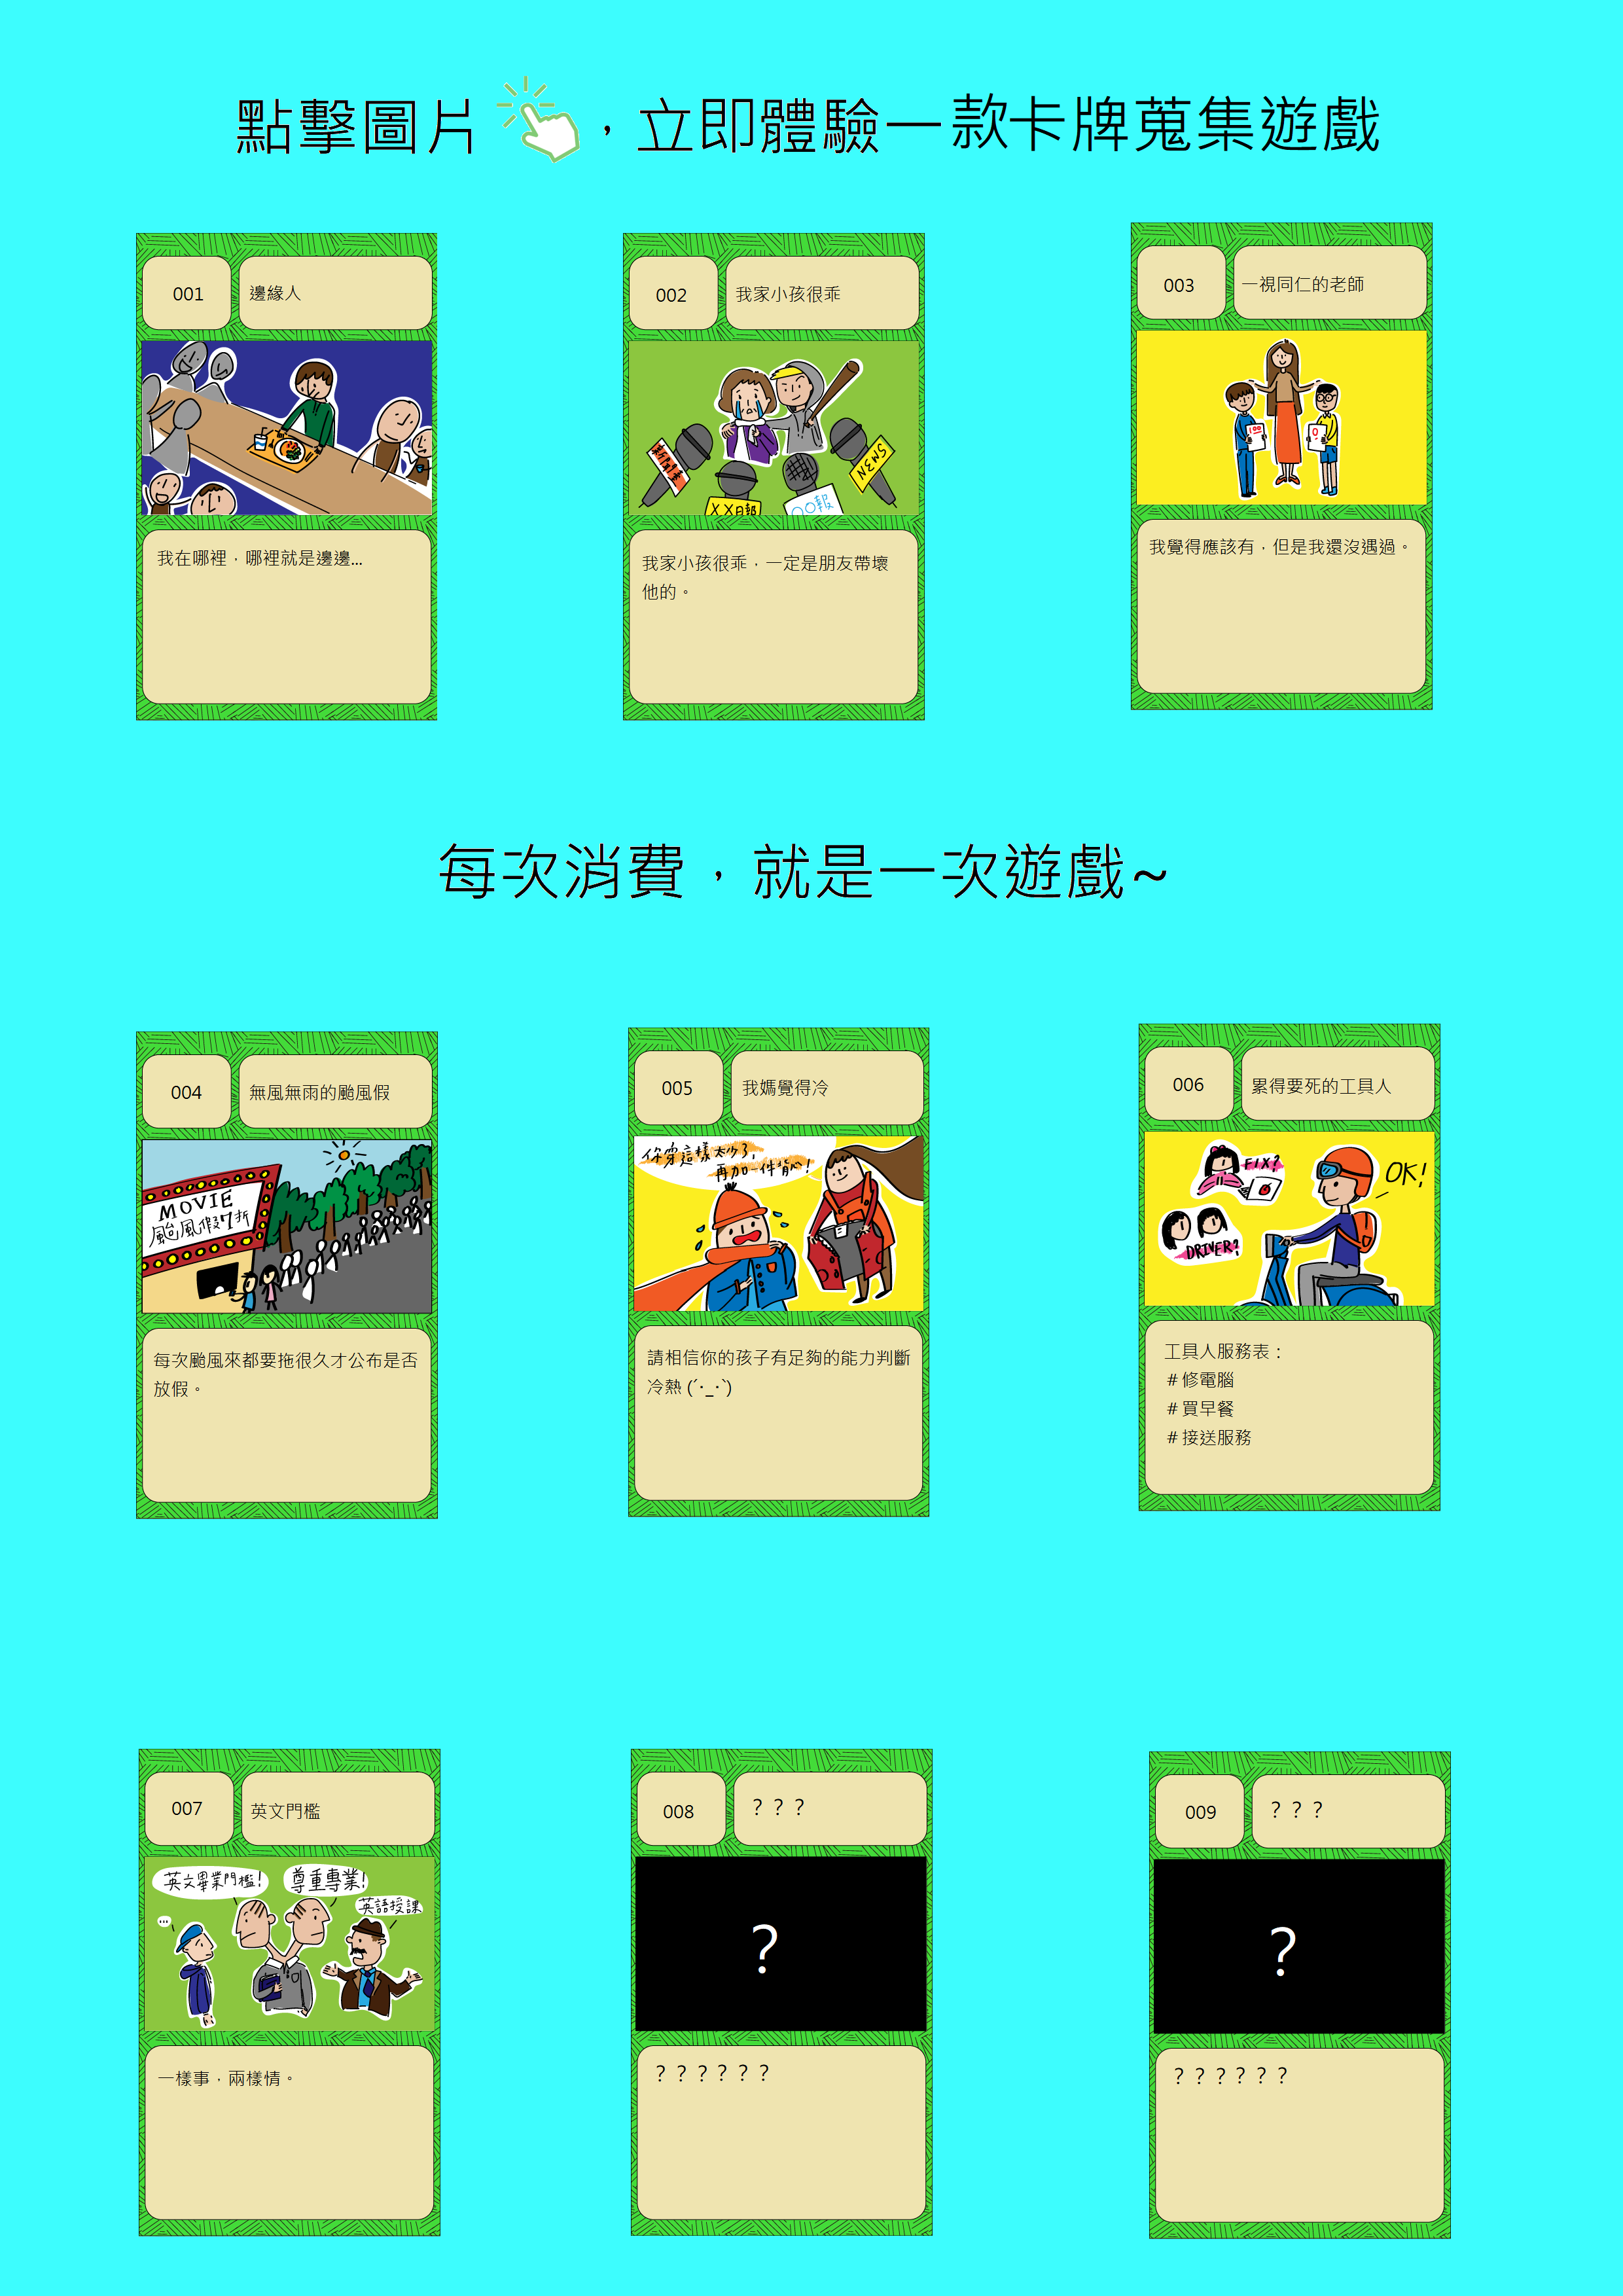 點擊圖片，立即體驗一款卡牌蒐集遊戲
001
邊緣人
我在哪裡，哪裡就是邊邊...
002
我家小孩很乖
新聞臺
XX日報
〇〇報
NEWS
我家小孩很乖，一定是朋友帶壞
他的。
003
一視同仁的老師
100
0
我覺得應該有，但是我還沒遇過。
每次消費，就是一次遊戲~
004
無風無雨的颱風假
MOVIE
颱風假7折
每次颱風來都要拖很久才公布是否
放假。
005
我媽覺得冷
你穿這樣太少了，
再加一件背心！
請相信你的孩子有足夠的能力判斷
冷熱 (ˊ·_·ˋ)
006
累得要死的工具人
FIX?
OK!
DRIVER?
工具人服務表：
＃修電腦
＃買早餐
＃接送服務
007
英文門檻
英文畢業門檻！
尊重專業！
英語授課
...
一樣事，兩樣情。
008
？？？
？
？？？？？？
009
？？？
？
？？？？？？